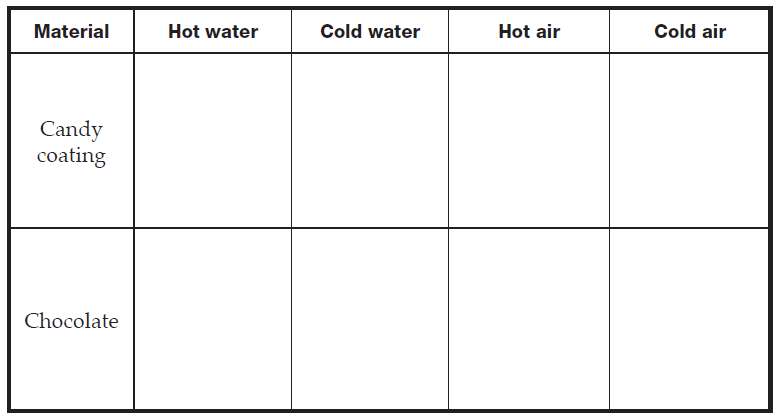 Material Hot water Cold water Hot air Cold air
Candy
coating
Chocolate